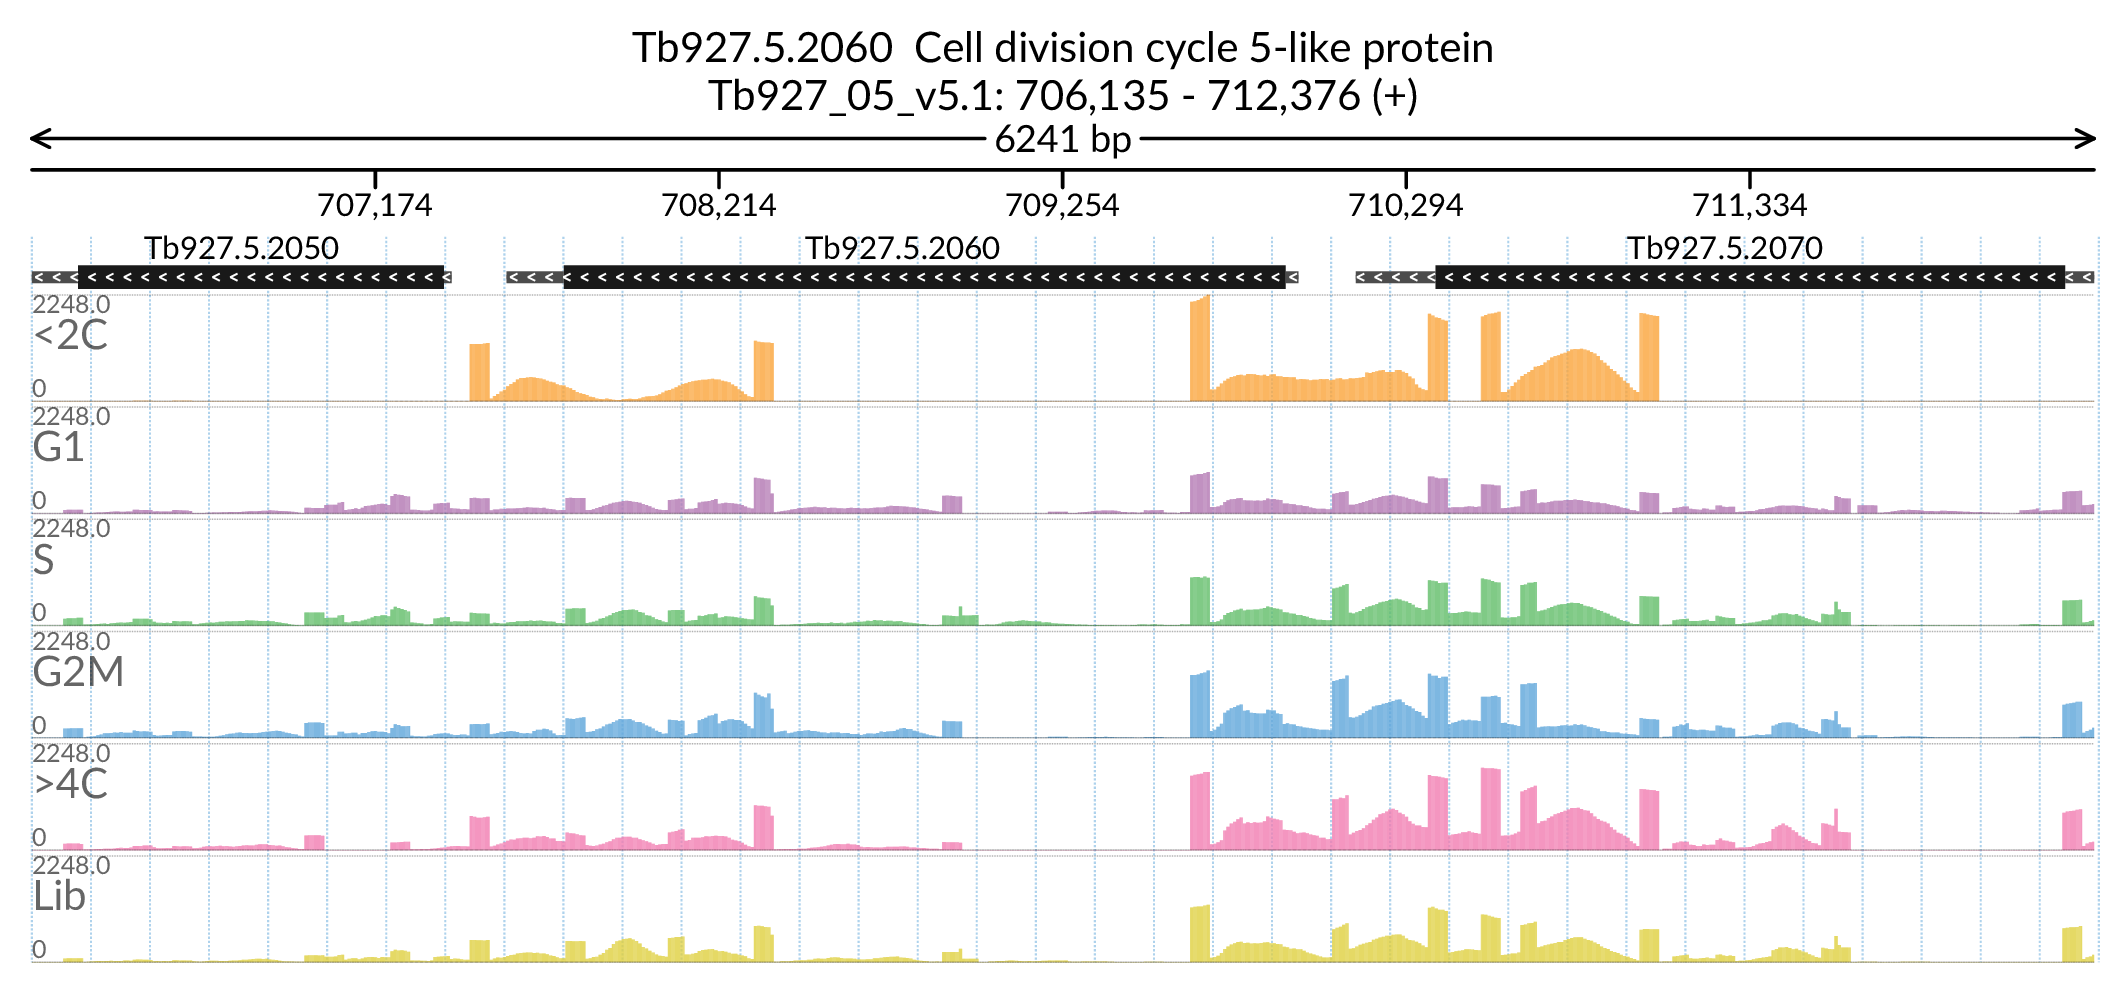 Tb927.5.2060 Cell division cycle 5-like protein
Tb927_05_v5.1: 706,135 - 712,376 (+)
6241 bp
707,174 708,214 709,254 710,294 711,334
Tb927.5.2050 Tb927.5.2060 Tb927.5.2070
2248.0
<2C
0
2248.0
G1
0
2248.0
S
0
2248.0
G2M
0
2248.0
>4C
0
2248.0
Lib
0